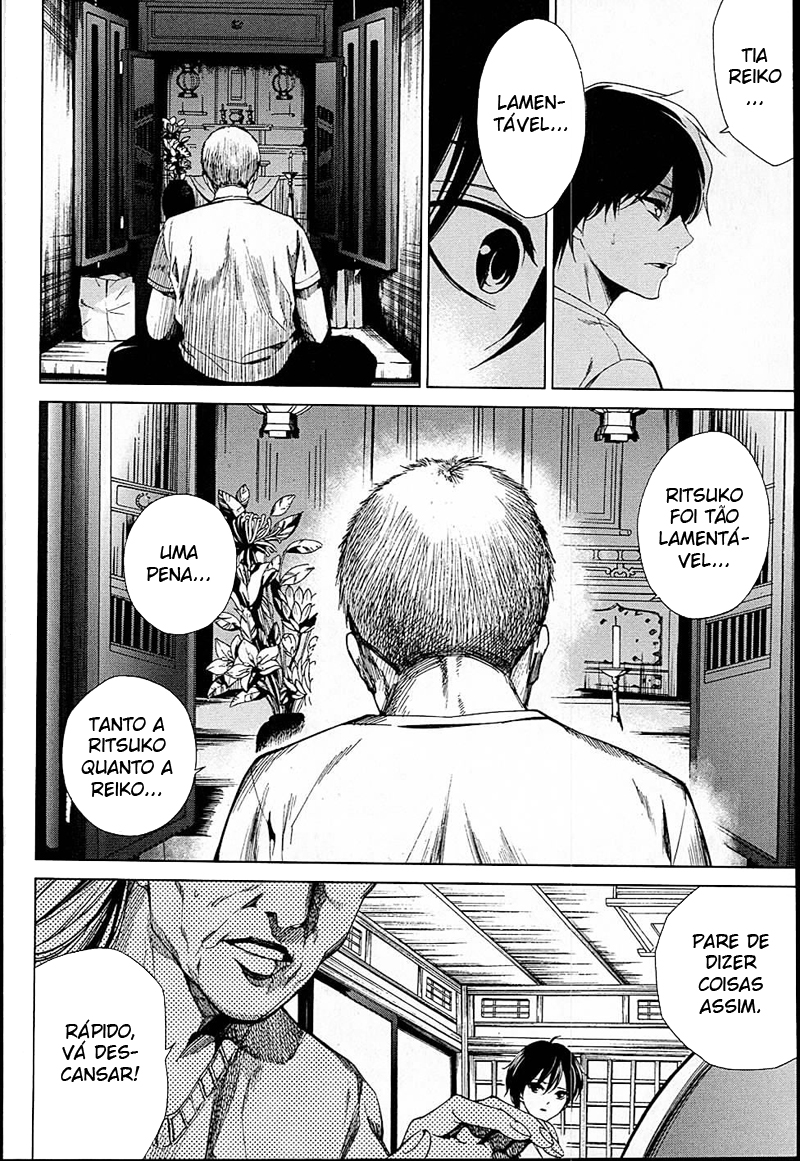 TIA
REIKO
...
LAMEN-
TÁVEL...
RITSUKO
FOI TÃO
LAMENTÁ-
VEL...
UMA
PENA...
TANTO A
RITSUKO
QUANTO A
REIKO...
PARE DE
DIZER
COISAS
ASSIM.
RÁPIDO,
VÁ DES-
CANSAR!